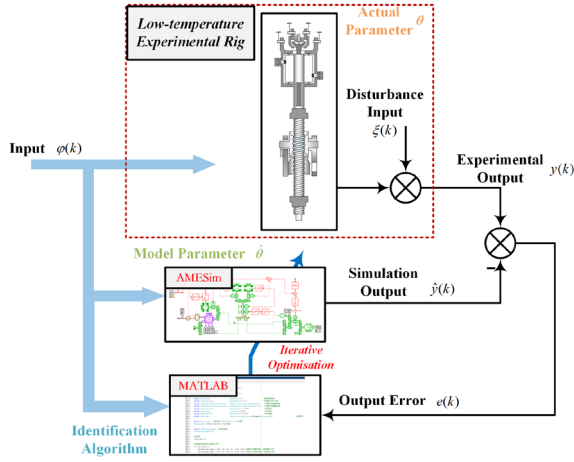 Low-temperature
Experimental Rig
Actual
Parameter θ
Disturbance
Input
ξ(k)
Input φ(k)
Experimental
Output y(k)
Model Parameter θ̂
AMESim
Simulation
Output ŷ(k)
Iterative
Optimisation
MATLAB
Output Error e(k)
Identification
Algorithm